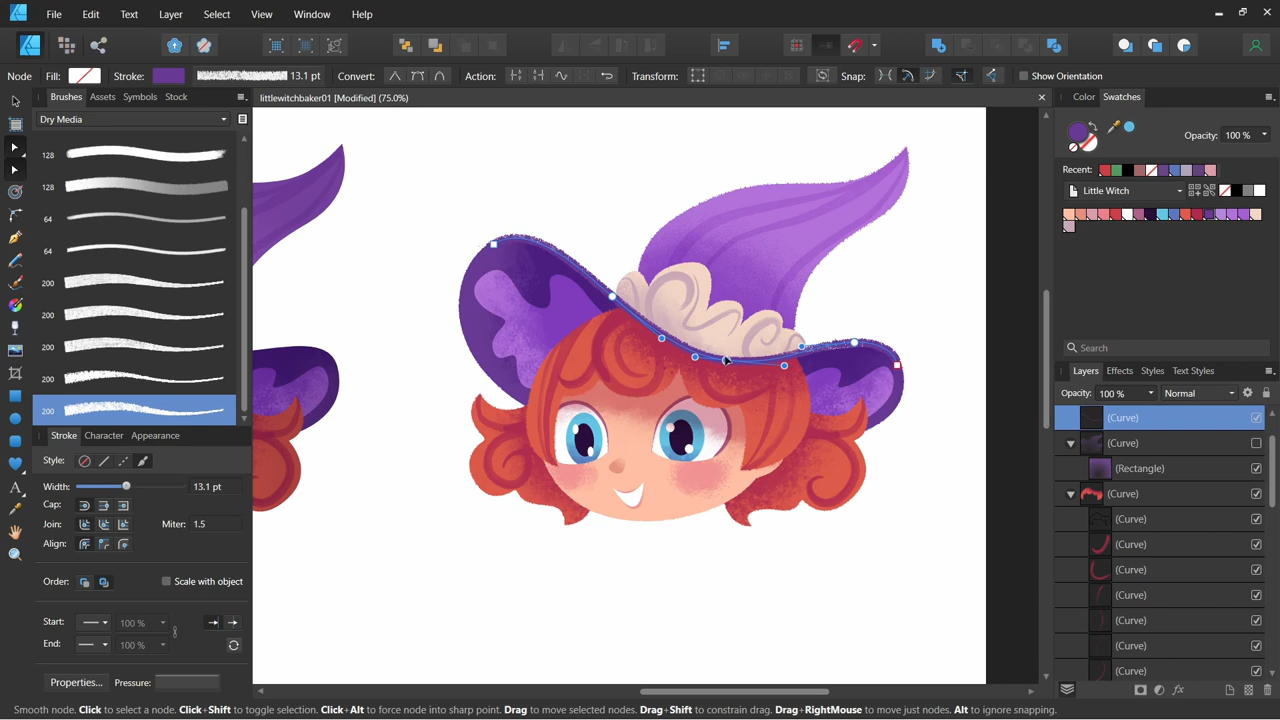 File Edit Text Layer Select View Window Help
Node Fill: Stroke: 13.1 pt Convert: Action: Transform: Snap: Show Orientation
Brushes Assets Symbols Stock
littlewitchbaker01 [Modified] (75.0%)
Color Swatches
Dry Media
Opacity: 100 %
128
Recent:
128
Little Witch
64
64
200
200
200
Search
200
Layers Effects Styles Text Styles
Opacity: 100 % Normal
200
(Curve)
Stroke Character Appearance
(Curve)
Style:
(Rectangle)
Width: 13.1 pt
(Curve)
Cap:
(Curve)
Join: Miter: 1.5
Align:
(Curve)
(Curve)
Order: Scale with object
(Curve)
Start: 100 %
(Curve)
End: 100 %
(Curve)
(Curve)
Properties... Pressure:
Smooth node. Click to select a node. Click+Shift to toggle selection. Click+Alt to force node into sharp point. Drag to move selected nodes. Drag+Shift to constrain drag. Drag+RightMouse to move just nodes. Alt to ignore snapping.